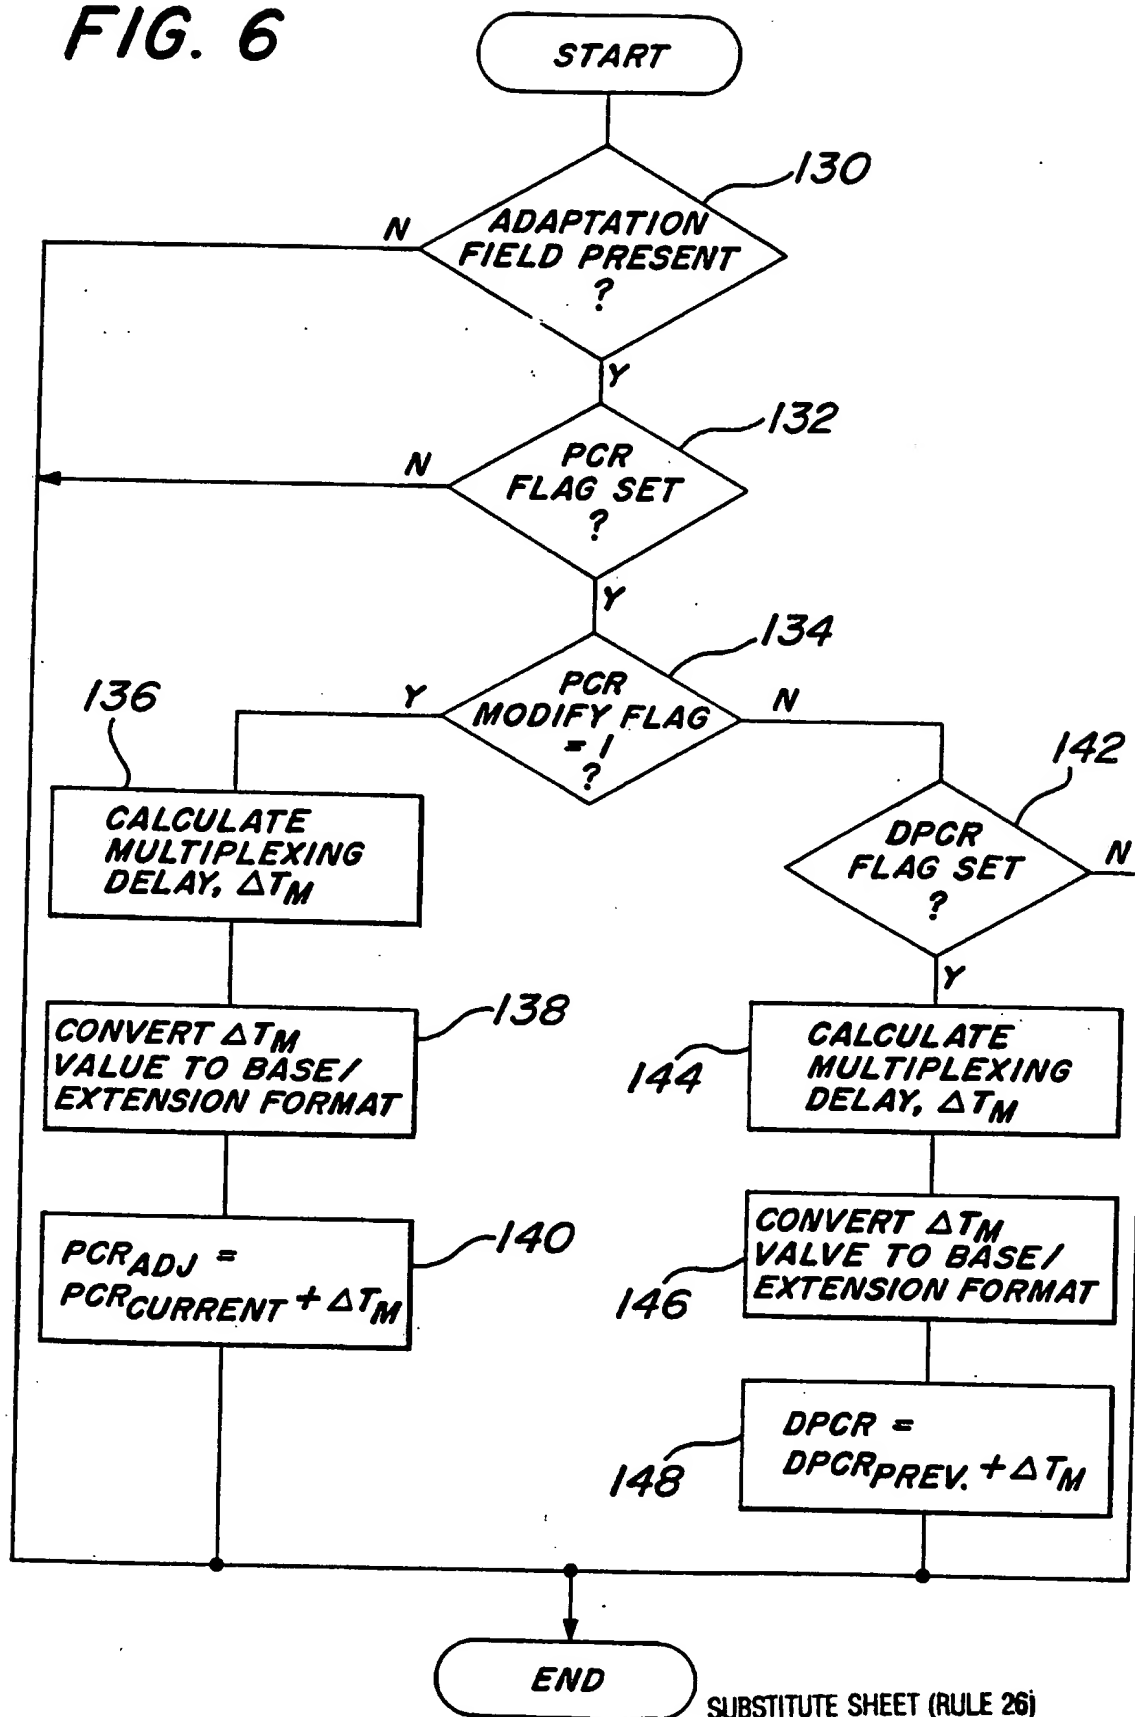 FIG. 6
START
130
N
ADAPTATION
FIELD PRESENT
?
Y
132
N
PCR
FLAG SET
?
Y
134
136
Y
PCR
MODIFY FLAG
= 1
?
N
142
CALCULATE
MULTIPLEXING
DELAY, ΔTM
DPCR
FLAG SET
?
N
Y
138
CONVERT ΔTM
VALUE TO BASE/
EXTENSION FORMAT
144
CALCULATE
MULTIPLEXING
DELAY, ΔTM
140
PCRADJ =
PCRCURRENT + ΔTM
146
CONVERT ΔTM
VALVE TO BASE/
EXTENSION FORMAT
148
DPCR =
DPCRPREV. + ΔTM
END
SUBSTITUTE SHEET (RULE 26)